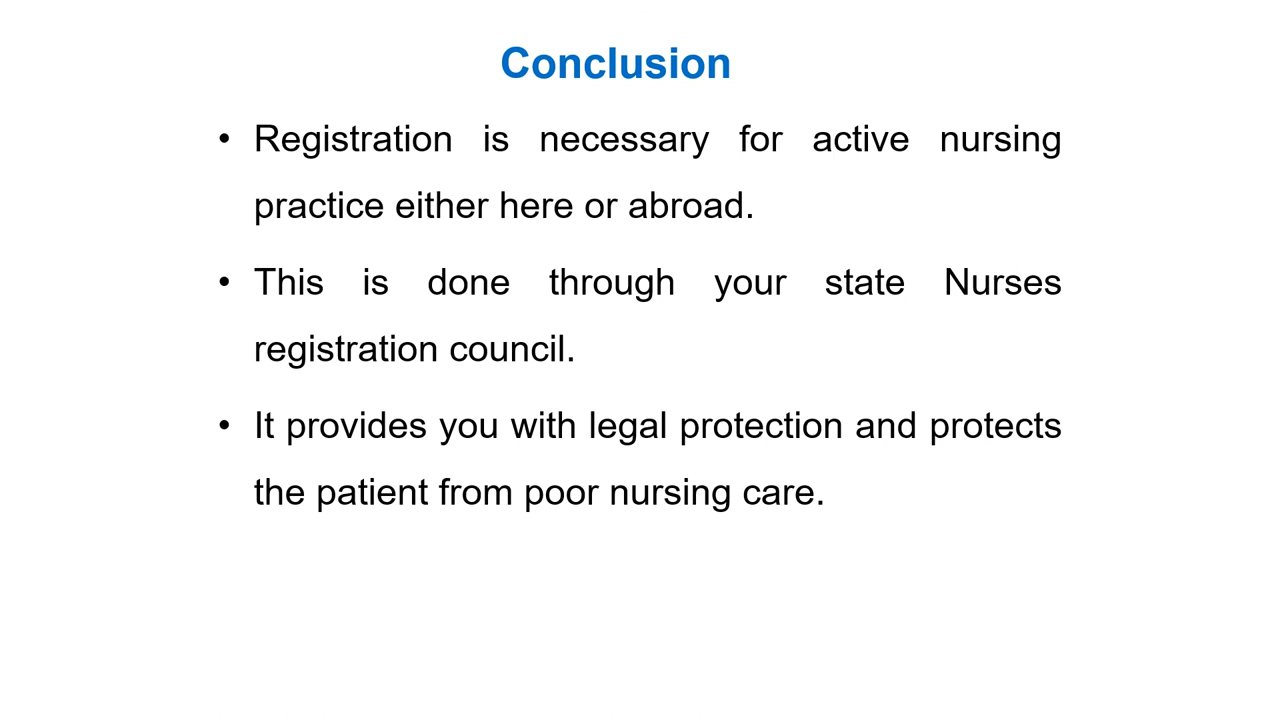 Conclusion
• Registration is necessary for active nursing
practice either here or abroad.
• This is done through your state Nurses
registration council.
• It provides you with legal protection and protects
the patient from poor nursing care.